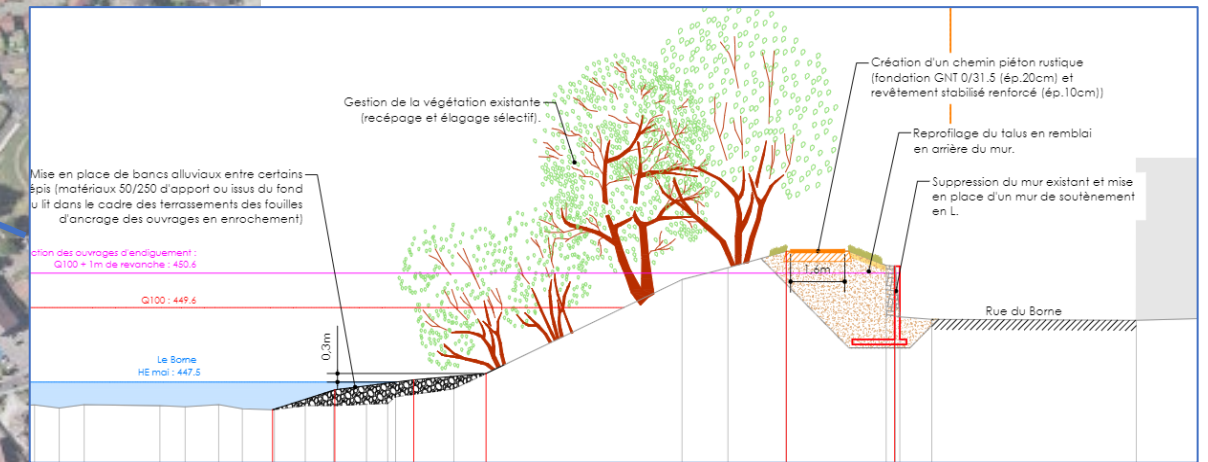 Création d'un chemin piéton rustique
(fondation GNT 0/31.5 (ép.20cm) et
revêtement stabilisé renforcé (ép.10cm))
Gestion de la végétation existante
(recépage et élagage sélectif).
Reprofilage du talus en remblai
en arrière du mur.
Mise en place de bancs alluviaux entre certains
épis (matériaux 50/250 d'apport ou issus du fond
u lit dans le cadre des terrassements des fouilles
d'ancrage des ouvrages en enrochement)
Suppression du mur existant et mise
en place d'un mur de soutènement
en L.
ction des ouvrages d'endiguement :
Q100 + 1m de revanche : 450.6
1.6m
Q100 : 449.6
Rue du Borne
0,3m
Le Borne
HE mai : 447.5